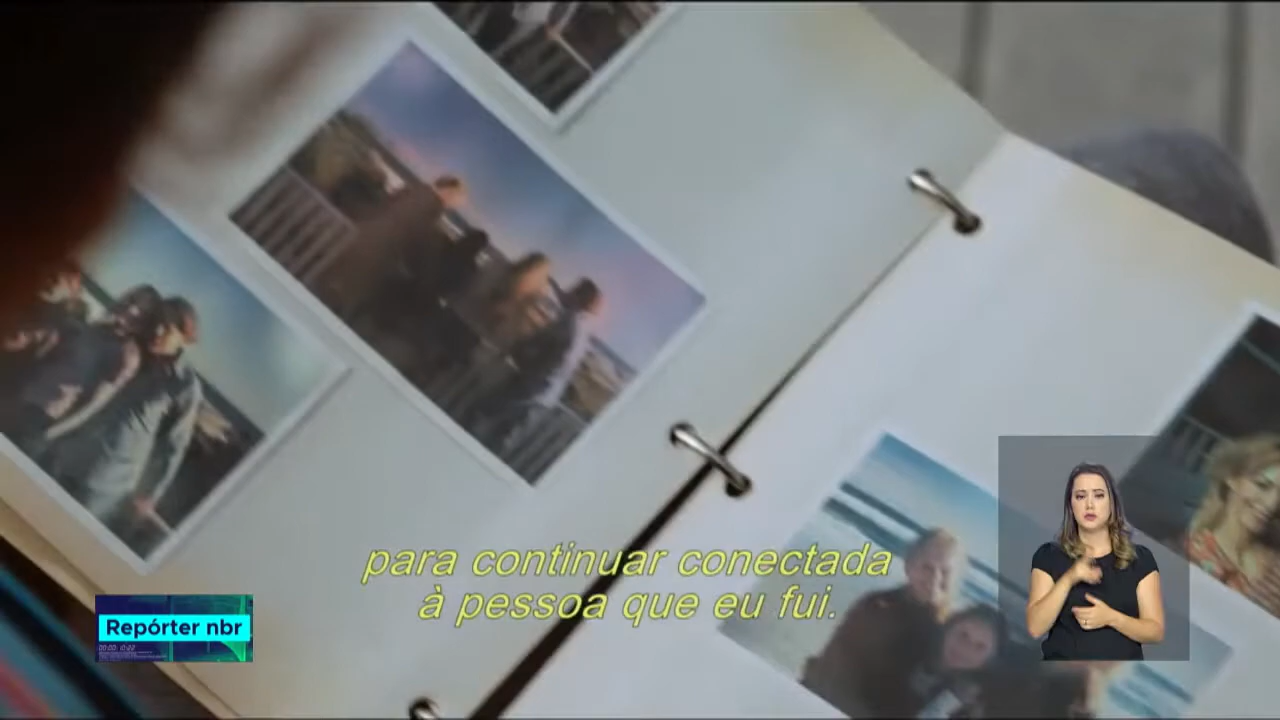 para continuar conectada
à pessoa que eu fui.
Repórter nbr